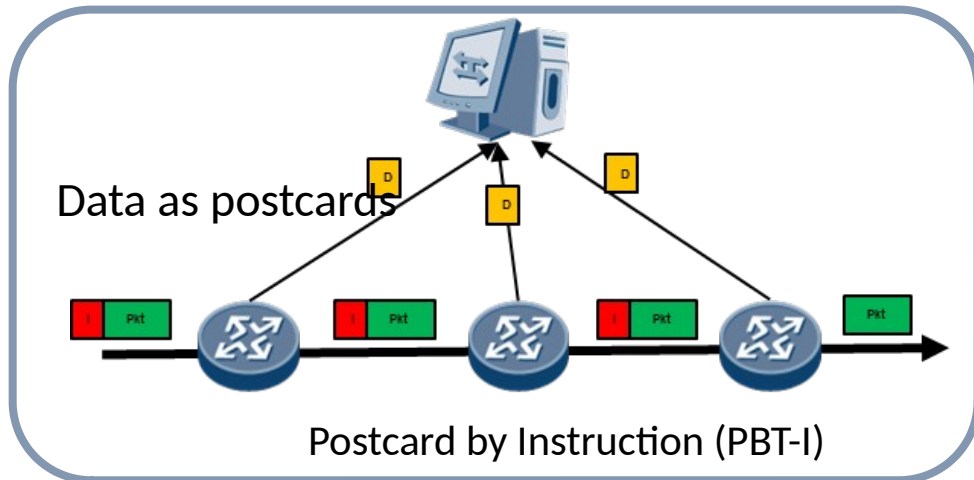 D
D
D
Data as postcards
I Pkt
I Pkt
I Pkt
Pkt
Postcard by Instruction (PBT-I)